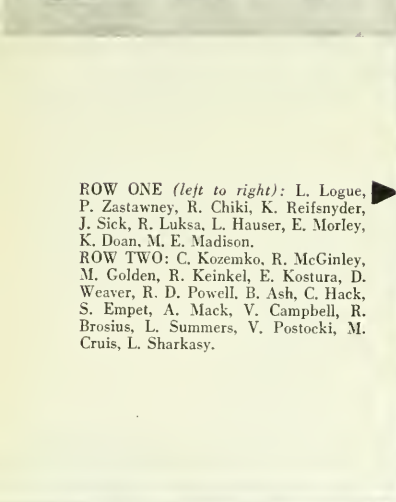 ROW ONE (left to right): L. Logue,
P. Zastawney, R. Chiki, K. Reifsnyder,
J. Sick, R. Luksa, L. Hauser, E. Morley,
K. Doan, M. E. Madison.
ROW TWO: C. Kozemko, R. McGinley,
M. Golden, R. Keinkel, E. Kostura, D.
Weaver, R. D. Powell, B. Ash, C. Hack,
S. Empet, A. Mack, V. Campbell, R.
Brosius, L. Summers, V. Postocki, M.
Cruis, L. Sharkasy.